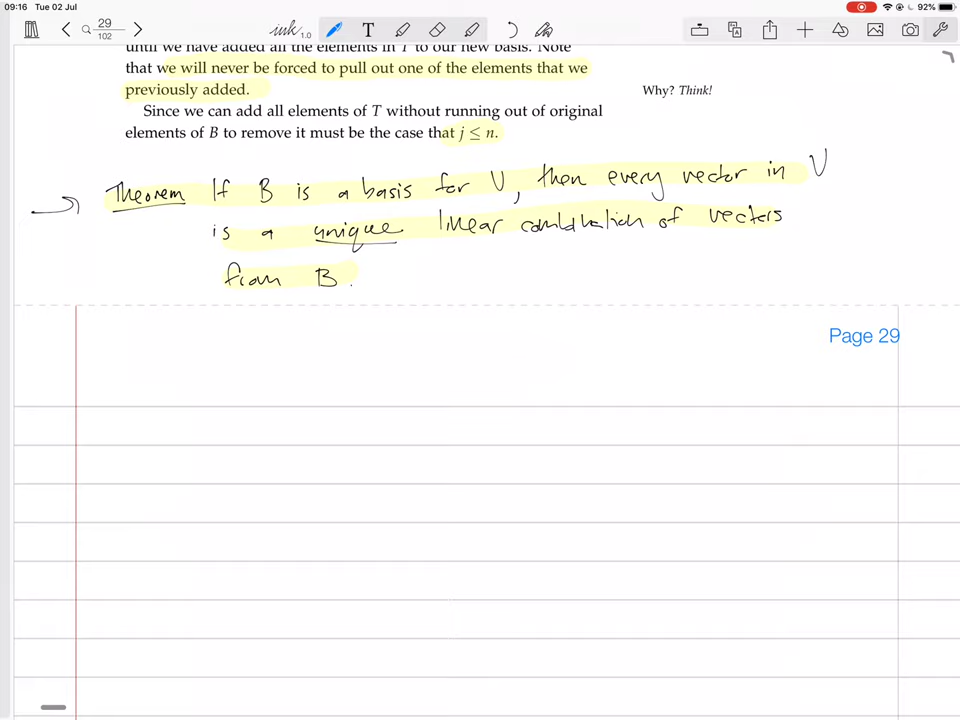 09:16 Tue 02 Jul
92%
29
102
ink 1.0
T
until we have added all the elements in T to our new basis. Note
that we will never be forced to pull out one of the elements that we
previously added.
Why? Think!
Since we can add all elements of T without running out of original
elements of B to remove it must be the case that j ≤ n.
Theorem If B is a basis for V, then every vector in V
is a unique linear combination of vectors
from B.
Page 29